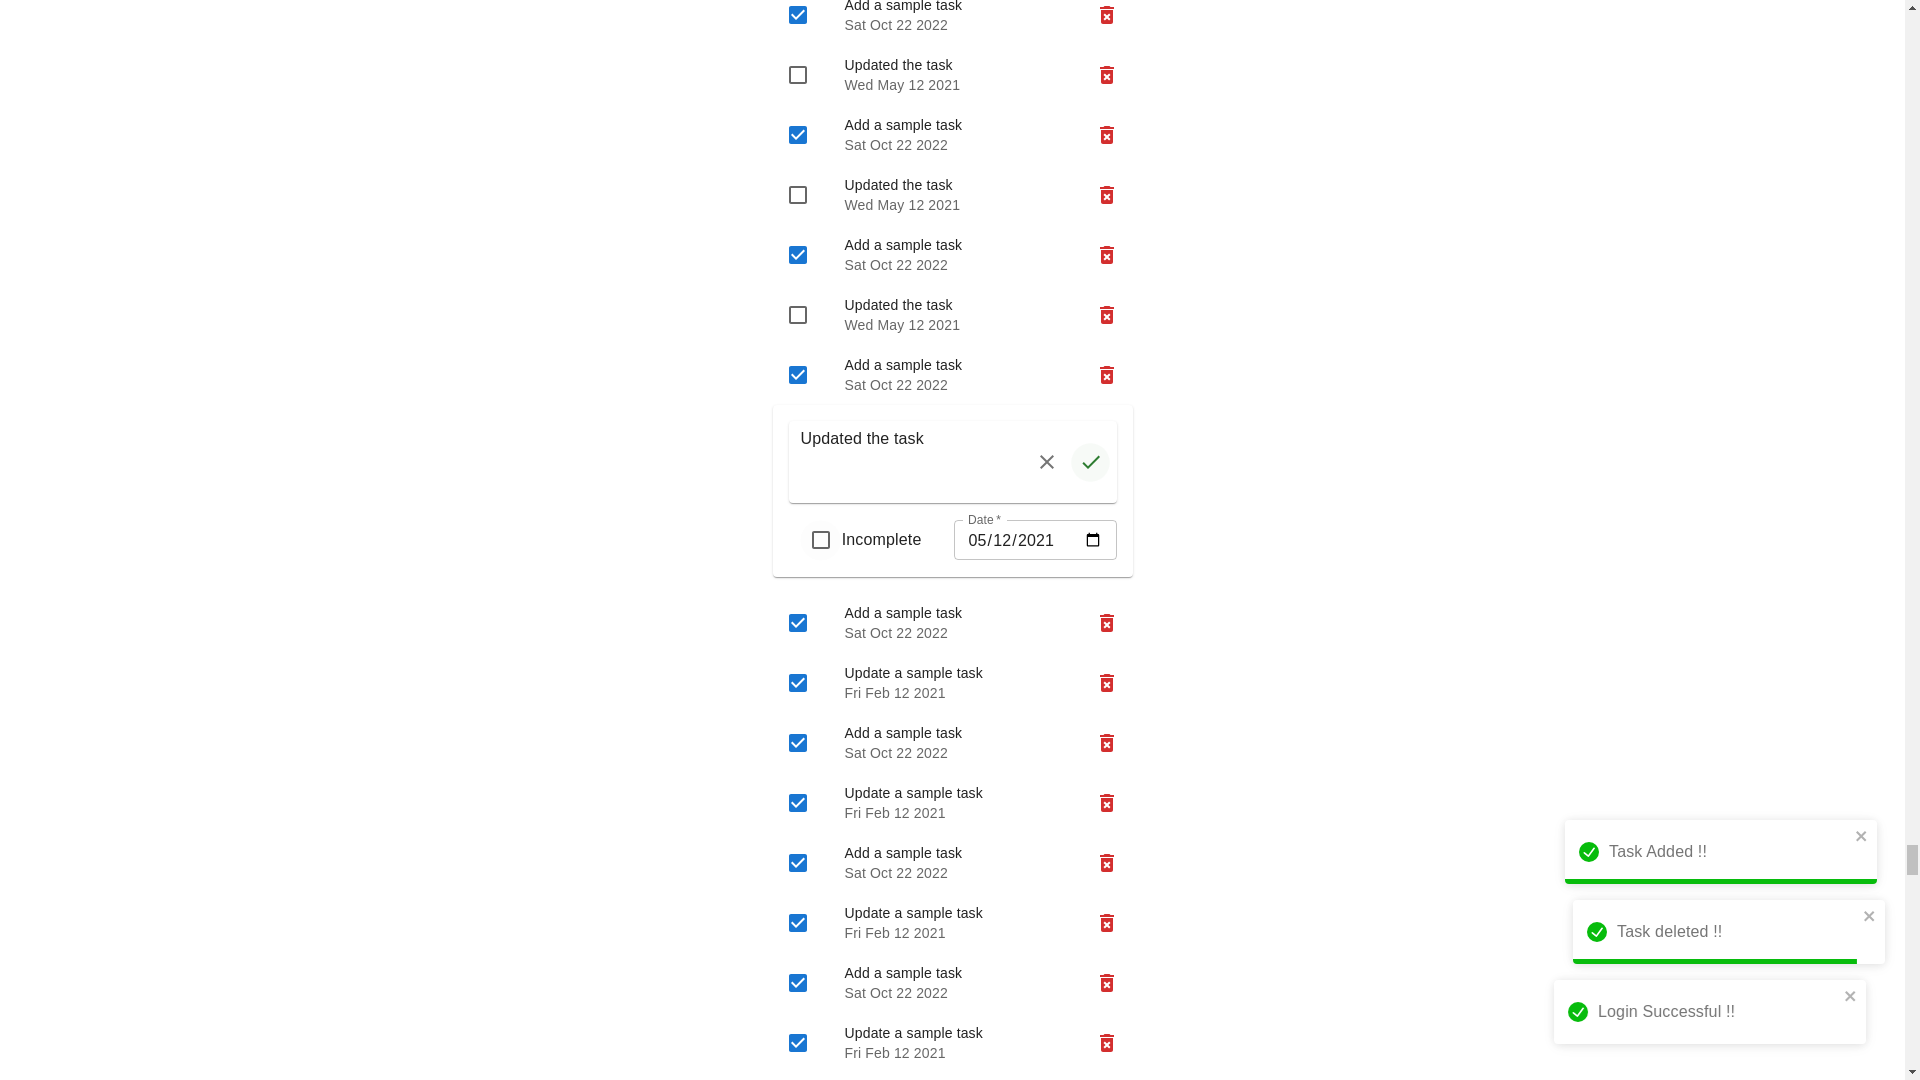 Add a sample task
Sat Oct 22 2022
Updated the task
Wed May 12 2021
Add a sample task
Sat Oct 22 2022
Updated the task
Wed May 12 2021
Add a sample task
Sat Oct 22 2022
Updated the task
Wed May 12 2021
Add a sample task
Sat Oct 22 2022
Updated the task
Incomplete
Date *
05/12/2021
Add a sample task
Sat Oct 22 2022
Update a sample task
Fri Feb 12 2021
Add a sample task
Sat Oct 22 2022
Update a sample task
Fri Feb 12 2021
Add a sample task
Sat Oct 22 2022
Update a sample task
Fri Feb 12 2021
Add a sample task
Sat Oct 22 2022
Update a sample task
Fri Feb 12 2021
Task Added !!
Task deleted !!
Login Successful !!